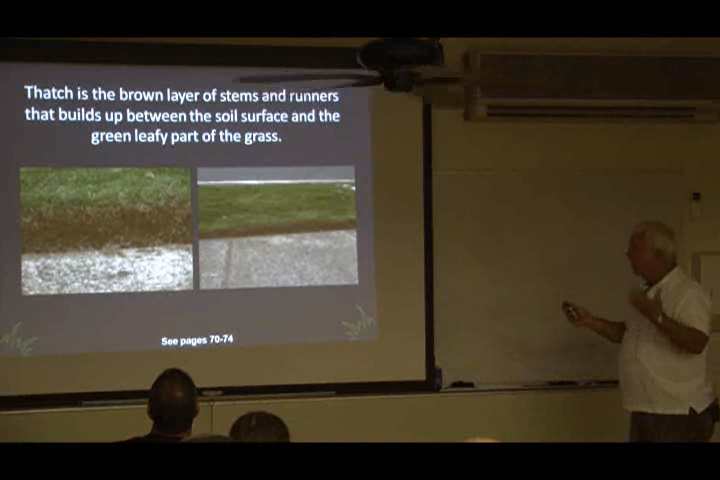 Thatch is the brown layer of stems and runners
that builds up between the soil surface and the
green leafy part of the grass.
See pages 70-74